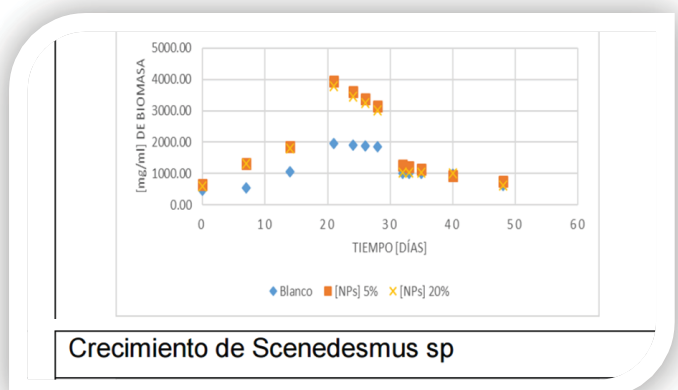 5000.00
4000.00
3000.00
2000.00
1000.00
0.00
[mg/ml] DE BIOMASA
0 10 20 30 40 50 60
TIEMPO [DÍAS]
Blanco [NPs] 5% [NPs] 20%
Crecimiento de Scenedesmus sp